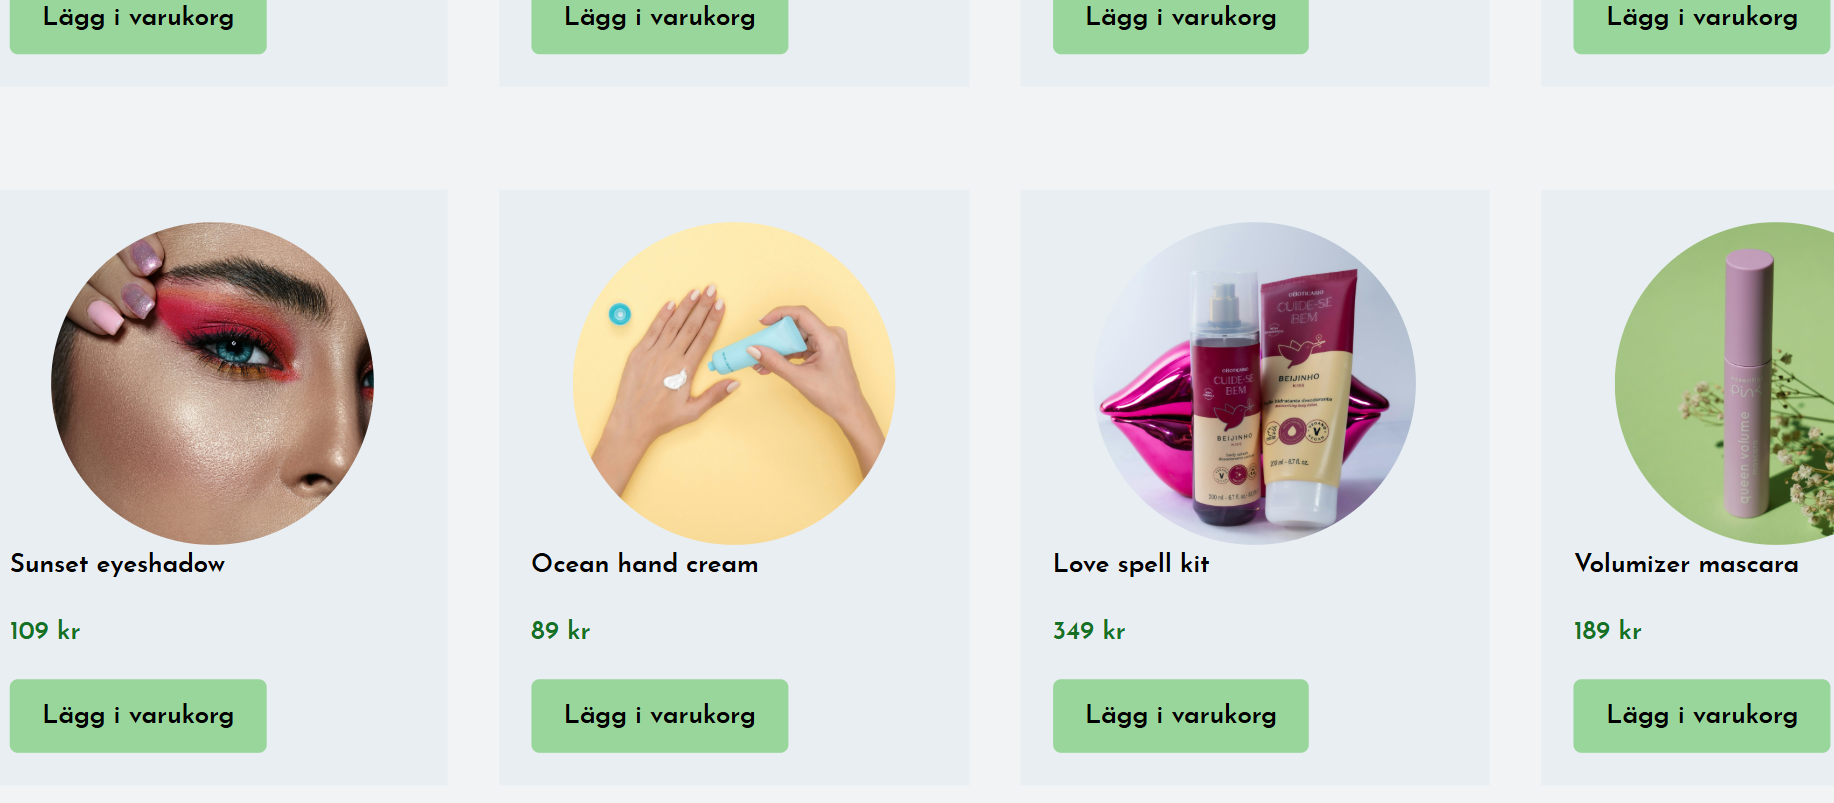 Lägg i varukorg
Lägg i varukorg
Lägg i varukorg
Lägg i varukorg
CUIDE-SE
BEM
BEIJINHO
CUIDE-SE
BEM
BEIJINHO
queen volume
Sunset eyeshadow
Ocean hand cream
Love spell kit
Volumizer mascara
109 kr
89 kr
349 kr
189 kr
Lägg i varukorg
Lägg i varukorg
Lägg i varukorg
Lägg i varukorg